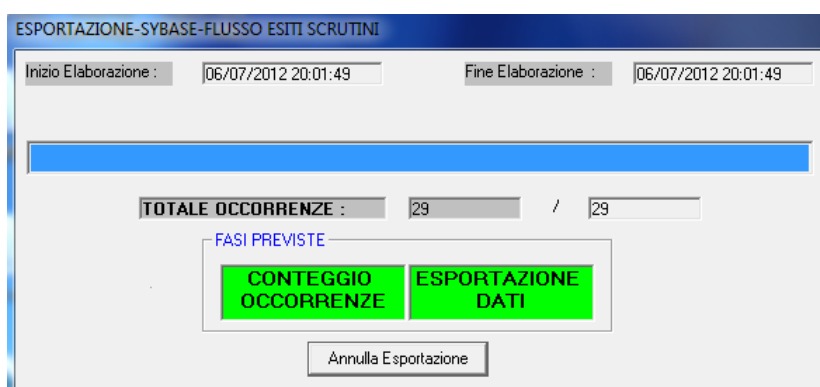 ESPORTAZIONE-SYBASE-FLUSSO ESITI SCRUTINI
Inizio Elaborazione : 06/07/2012 20:01:49 Fine Elaborazione : 06/07/2012 20:01:49
TOTALE OCCORRENZE : 29 / 29
FASI PREVISTE
CONTEGGIO OCCORRENZE
ESPORTAZIONE DATI
Annulla Esportazione